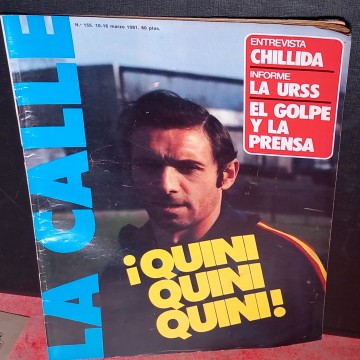 N.º 155. 10-16 marzo 1981. 80 ptas.
LA CALLE
ENTREVISTA
CHILLIDA
INFORME
LA URSS
EL GOLPE
Y LA
PRENSA
¡QUINI
QUINI
QUINI!